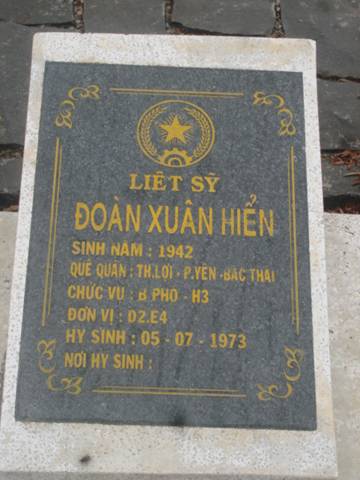 LIỆT SỸ
ĐOÀN XUÂN HIỂN
SINH NĂM : 1942
QUÊ QUÁN : TH.LỢI - P.YÊN -BẮC THÁI
CHỨC VỤ : B PHÓ - H3
ĐƠN VỊ : D2.E4
HY SINH : 05 - 07 - 1973
NƠI HY SINH :